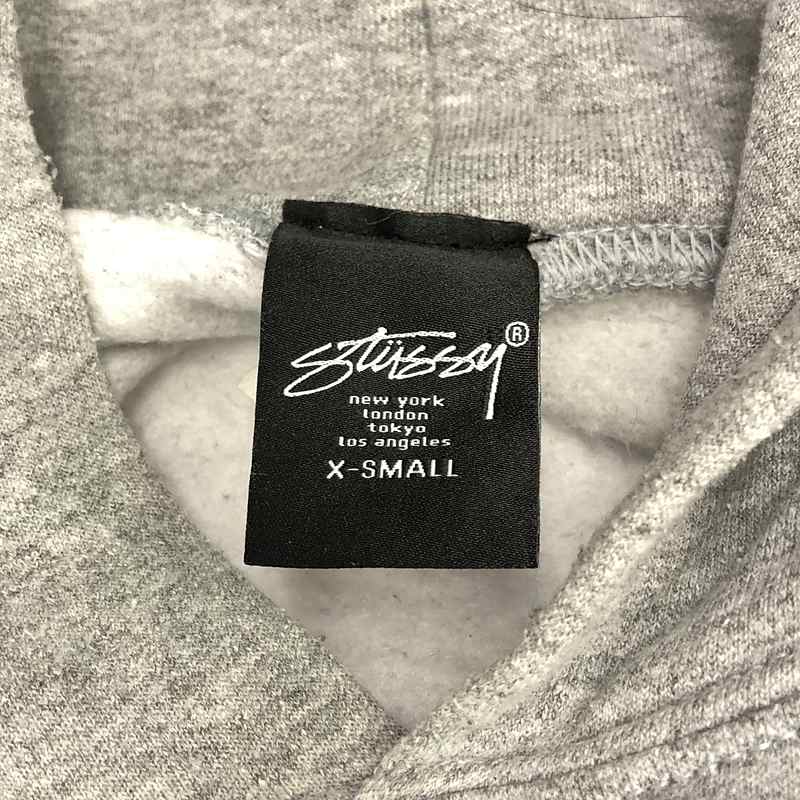 Stüssy®
new york
london
tokyo
los angeles
X-SMALL